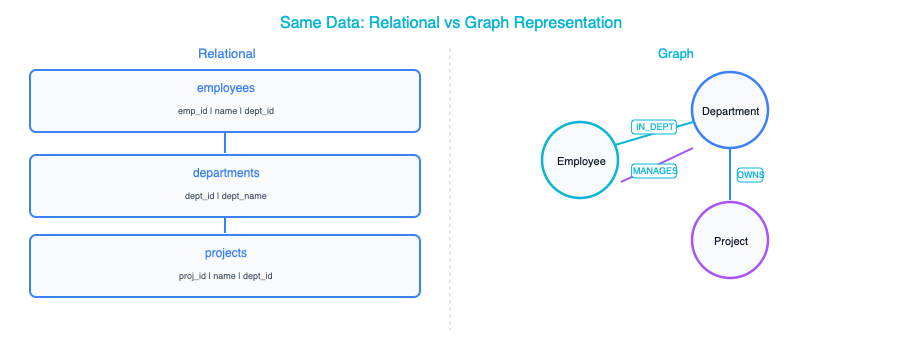 Same Data: Relational vs Graph Representation
Relational
employees
emp_id | name | dept_id
departments
dept_id | dept_name
projects
proj_id | name | dept_id
Graph
Department
IN_DEPT
Employee
MANAGES
OWNS
Project